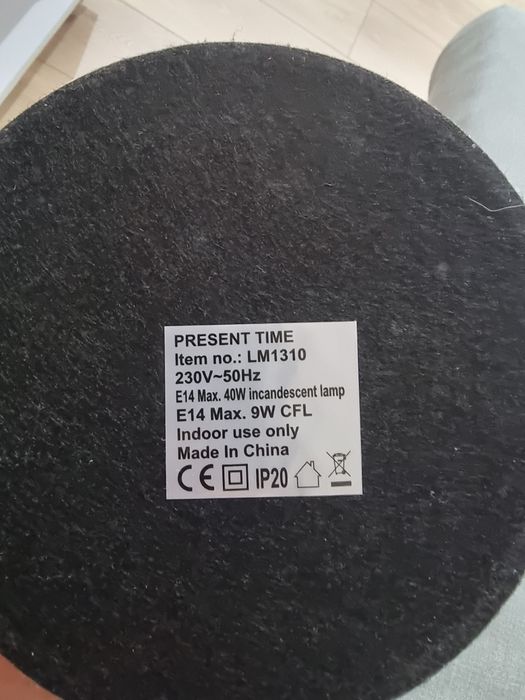 PRESENT TIME
Item no.: LM1310
230V~50Hz
E14 Max. 40W incandescent lamp
E14 Max. 9W CFL
Indoor use only
Made In China
CE IP20